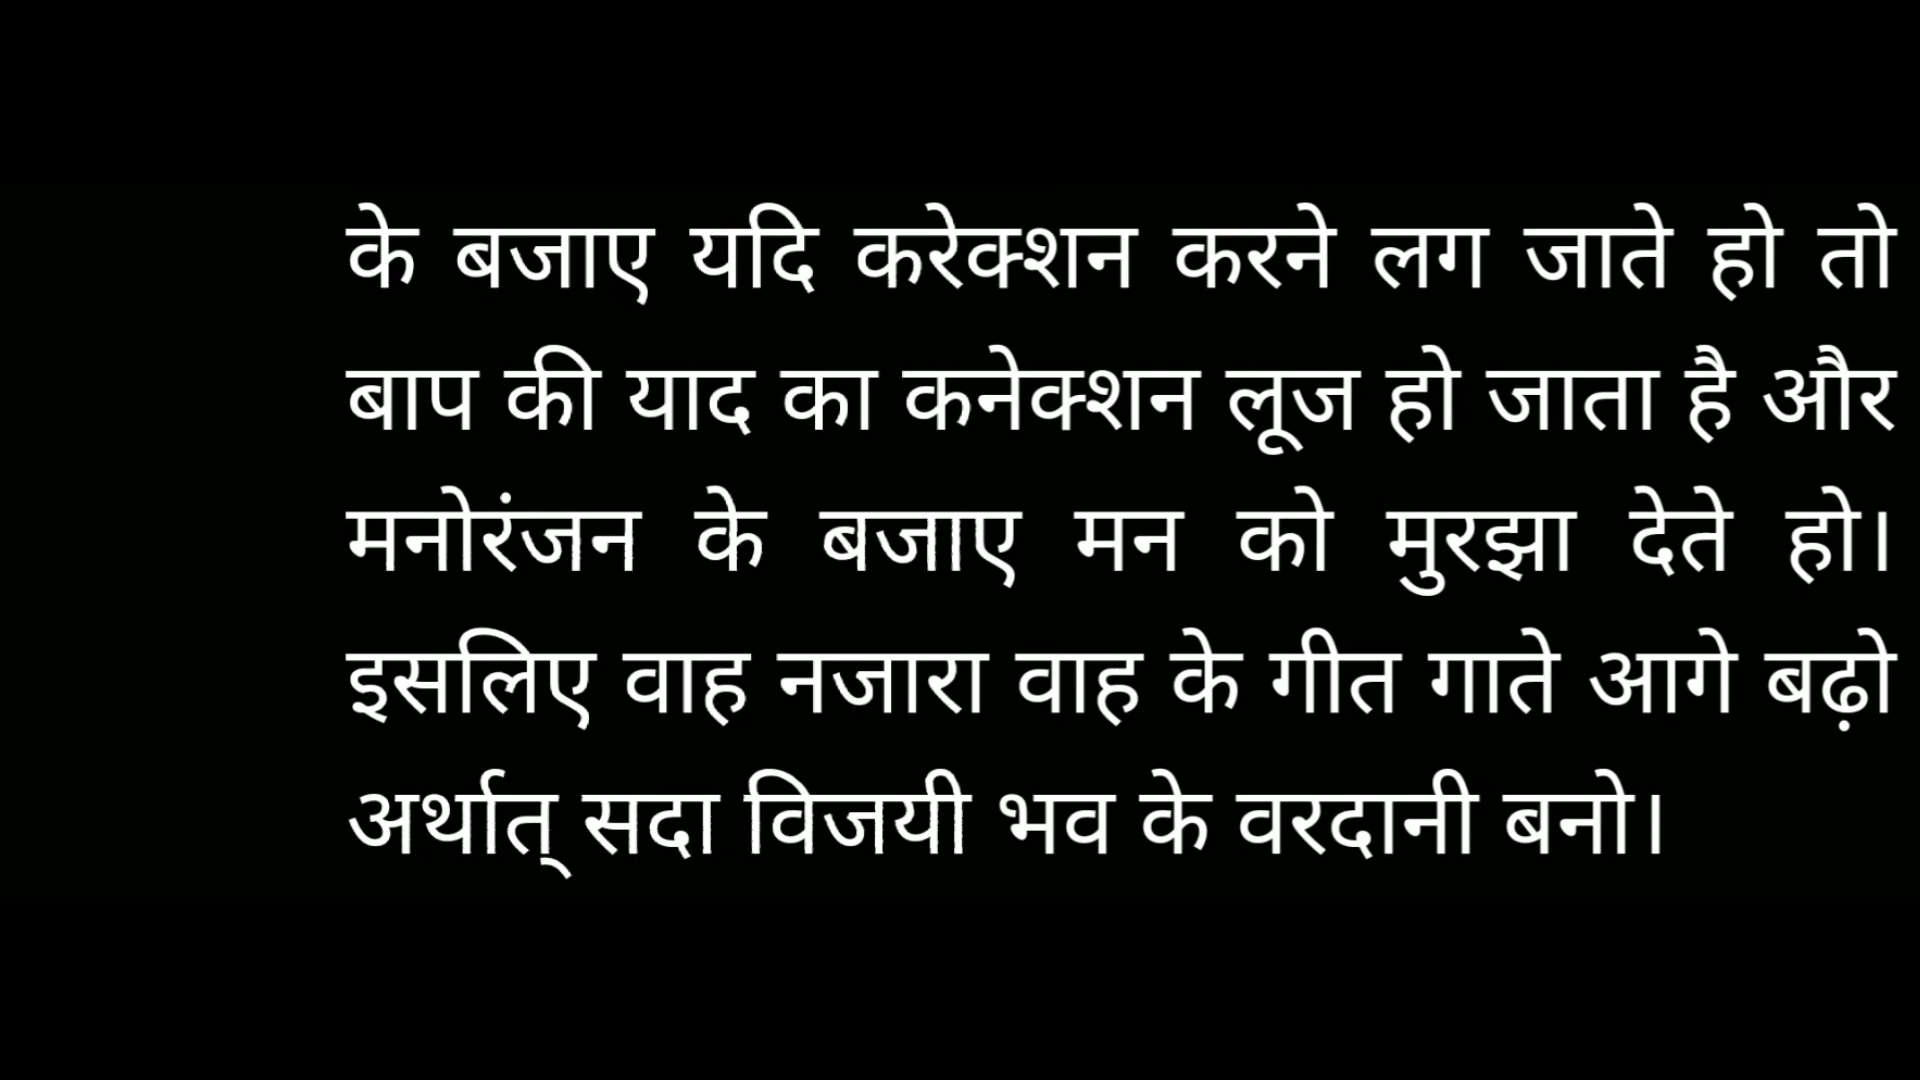 के बजाए यदि करेक्शन करने लग जाते हो तो
बाप की याद का कनेक्शन लूज हो जाता है और
मनोरंजन के बजाए मन को मुरझा देते हो।
इसलिए वाह नजारा वाह के गीत गाते आगे बढ़ो
अर्थात् सदा विजयी भव के वरदानी बनो।